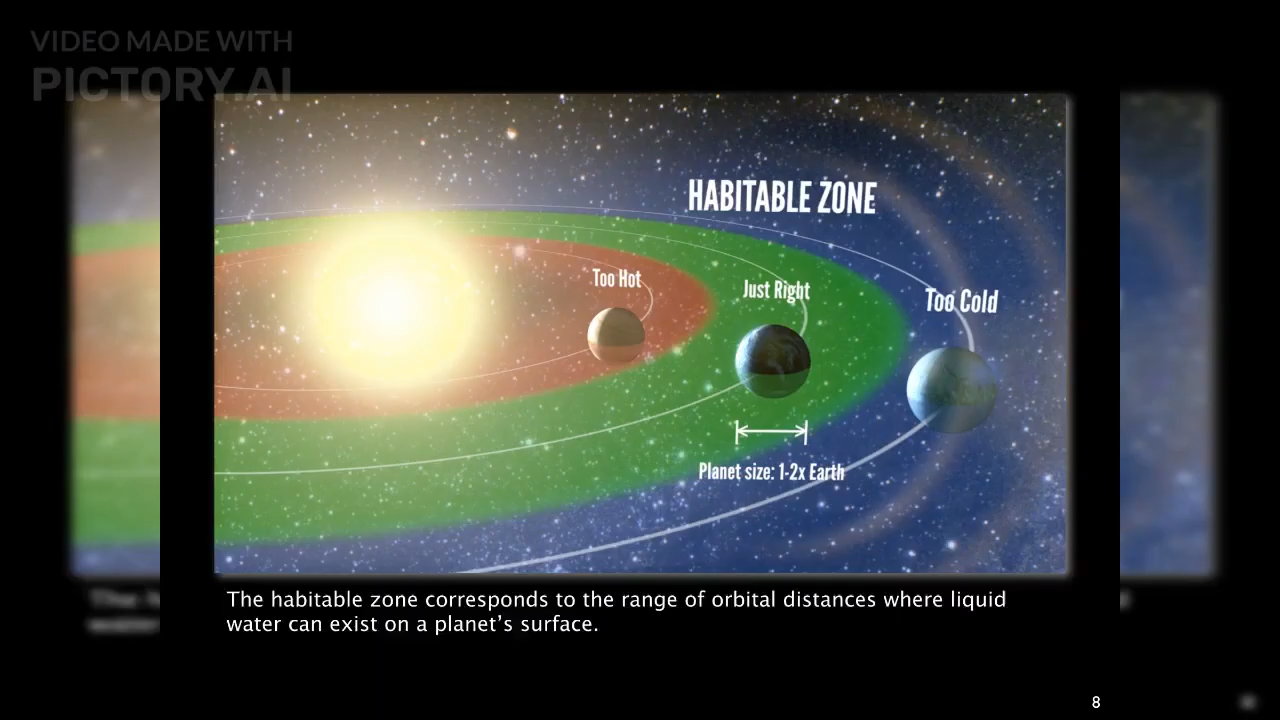 VIDEO MADE WITH
PICTORY.AI
HABITABLE ZONE
Too Hot
Just Right
Too Cold
Planet size: 1-2x Earth
The habitable zone corresponds to the range of orbital distances where liquid
water can exist on a planet’s surface.
8